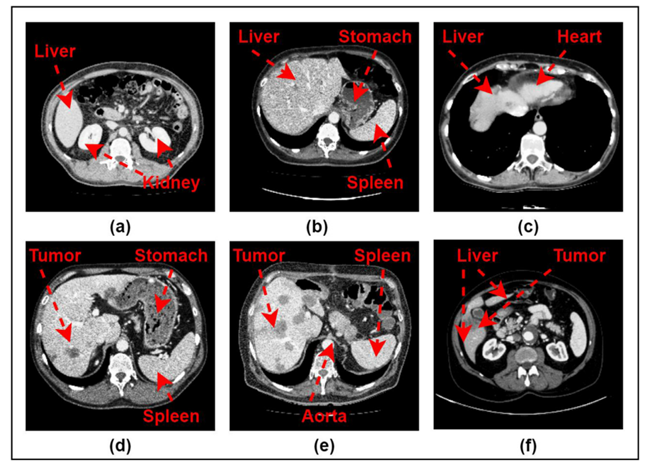 Liver
Kidney
(a)
Liver Stomach
Spleen
(b)
Liver Heart
(c)
Tumor Stomach
Spleen
(d)
Tumor Spleen
Aorta
(e)
Liver Tumor
(f)